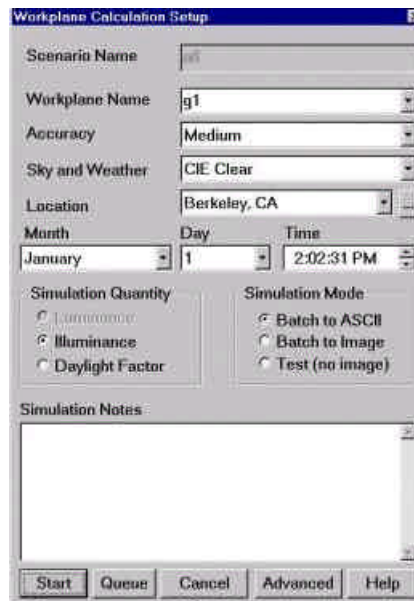 Workplane Calculation Setup
Scenario Name
Workplane Name g1
Accuracy Medium
Sky and Weather CIE Clear
Location Berkeley, CA ...
Month Day Time
January 1 2:02:31 PM
Simulation Quantity Simulation Mode
Luminance Batch to ASCII
Illuminance Batch to Image
Daylight Factor Test (no image)
Simulation Notes
Start Queue Cancel Advanced Help